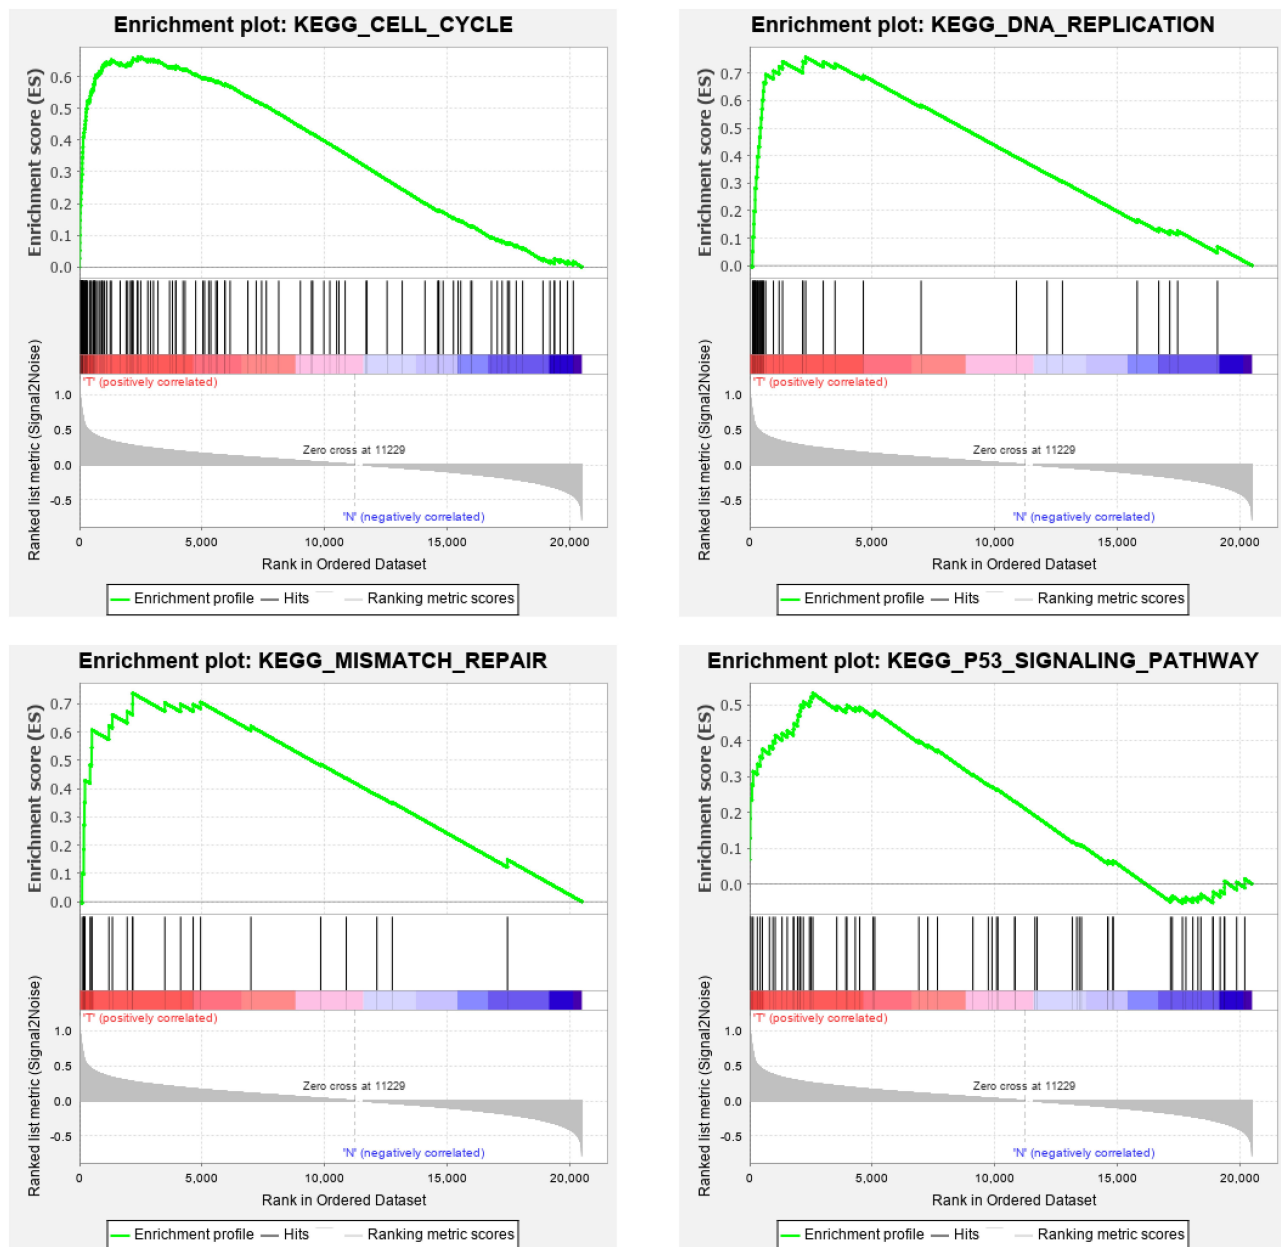 Enrichment plot: KEGG_CELL_CYCLE
Enrichment score (ES)
0.6
0.5
0.4
0.3
0.2
0.1
0.0
'T' (positively correlated)
Ranked list metric (Signal2Noise)
1.0
0.5
0.0
-0.5
Zero cross at 11229
'N' (negatively correlated)
0 5,000 10,000 15,000 20,000
Rank in Ordered Dataset
Enrichment profile Hits Ranking metric scores
Enrichment plot: KEGG_DNA_REPLICATION
Enrichment score (ES)
0.7
0.6
0.5
0.4
0.3
0.2
0.1
0.0
'T' (positively correlated)
Ranked list metric (Signal2Noise)
1.0
0.5
0.0
-0.5
Zero cross at 11229
'N' (negatively correlated)
0 5,000 10,000 15,000 20,000
Rank in Ordered Dataset
Enrichment profile Hits Ranking metric scores
Enrichment plot: KEGG_MISMATCH_REPAIR
Enrichment score (ES)
0.7
0.6
0.5
0.4
0.3
0.2
0.1
0.0
'T' (positively correlated)
Ranked list metric (Signal2Noise)
1.0
0.5
0.0
-0.5
Zero cross at 11229
'N' (negatively correlated)
0 5,000 10,000 15,000 20,000
Rank in Ordered Dataset
Enrichment profile Hits Ranking metric scores
Enrichment plot: KEGG_P53_SIGNALING_PATHWAY
Enrichment score (ES)
0.5
0.4
0.3
0.2
0.1
0.0
'T' (positively correlated)
Ranked list metric (Signal2Noise)
1.0
0.5
0.0
-0.5
Zero cross at 11229
'N' (negatively correlated)
0 5,000 10,000 15,000 20,000
Rank in Ordered Dataset
Enrichment profile Hits Ranking metric scores